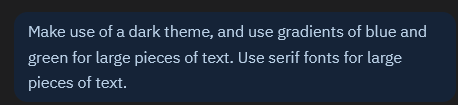 Make use of a dark theme, and use gradients of blue and
green for large pieces of text. Use serif fonts for large
pieces of text.